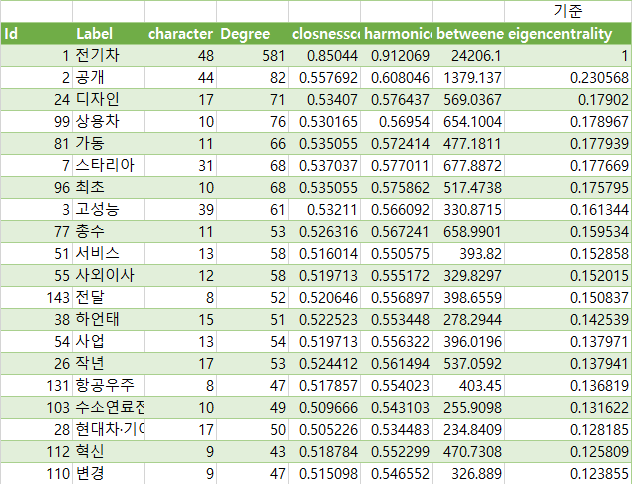 기준
Id Label character Degree closnessce harmonicc betweene eigencentrality
1 전기차 48 581 0.85044 0.912069 24206.1 1
2 공개 44 82 0.557692 0.608046 1379.137 0.230568
24 디자인 17 71 0.53407 0.576437 569.0367 0.17902
99 상용차 10 76 0.530165 0.56954 654.1004 0.178967
81 가동 11 66 0.535055 0.572414 477.1811 0.177939
7 스타리아 31 68 0.537037 0.577011 677.8872 0.177669
96 최초 10 68 0.535055 0.575862 517.4738 0.175795
3 고성능 39 61 0.53211 0.566092 330.8715 0.161344
77 총수 11 53 0.526316 0.567241 658.9901 0.159534
51 서비스 13 58 0.516014 0.550575 393.82 0.152858
55 사외이사 12 58 0.519713 0.555172 329.8297 0.152015
143 전달 8 52 0.520646 0.556897 398.6559 0.150837
38 하언태 15 51 0.522523 0.553448 278.2944 0.142539
54 사업 13 54 0.519713 0.556322 396.0196 0.137971
26 작년 17 53 0.524412 0.561494 537.0592 0.137941
131 항공우주 8 47 0.517857 0.554023 403.45 0.136819
103 수소연료전 10 49 0.509666 0.543103 255.9098 0.131622
28 현대차·기아 17 50 0.505226 0.534483 234.8409 0.128185
112 혁신 9 43 0.518784 0.552299 470.7308 0.125809
110 변경 9 47 0.515098 0.546552 326.889 0.123855